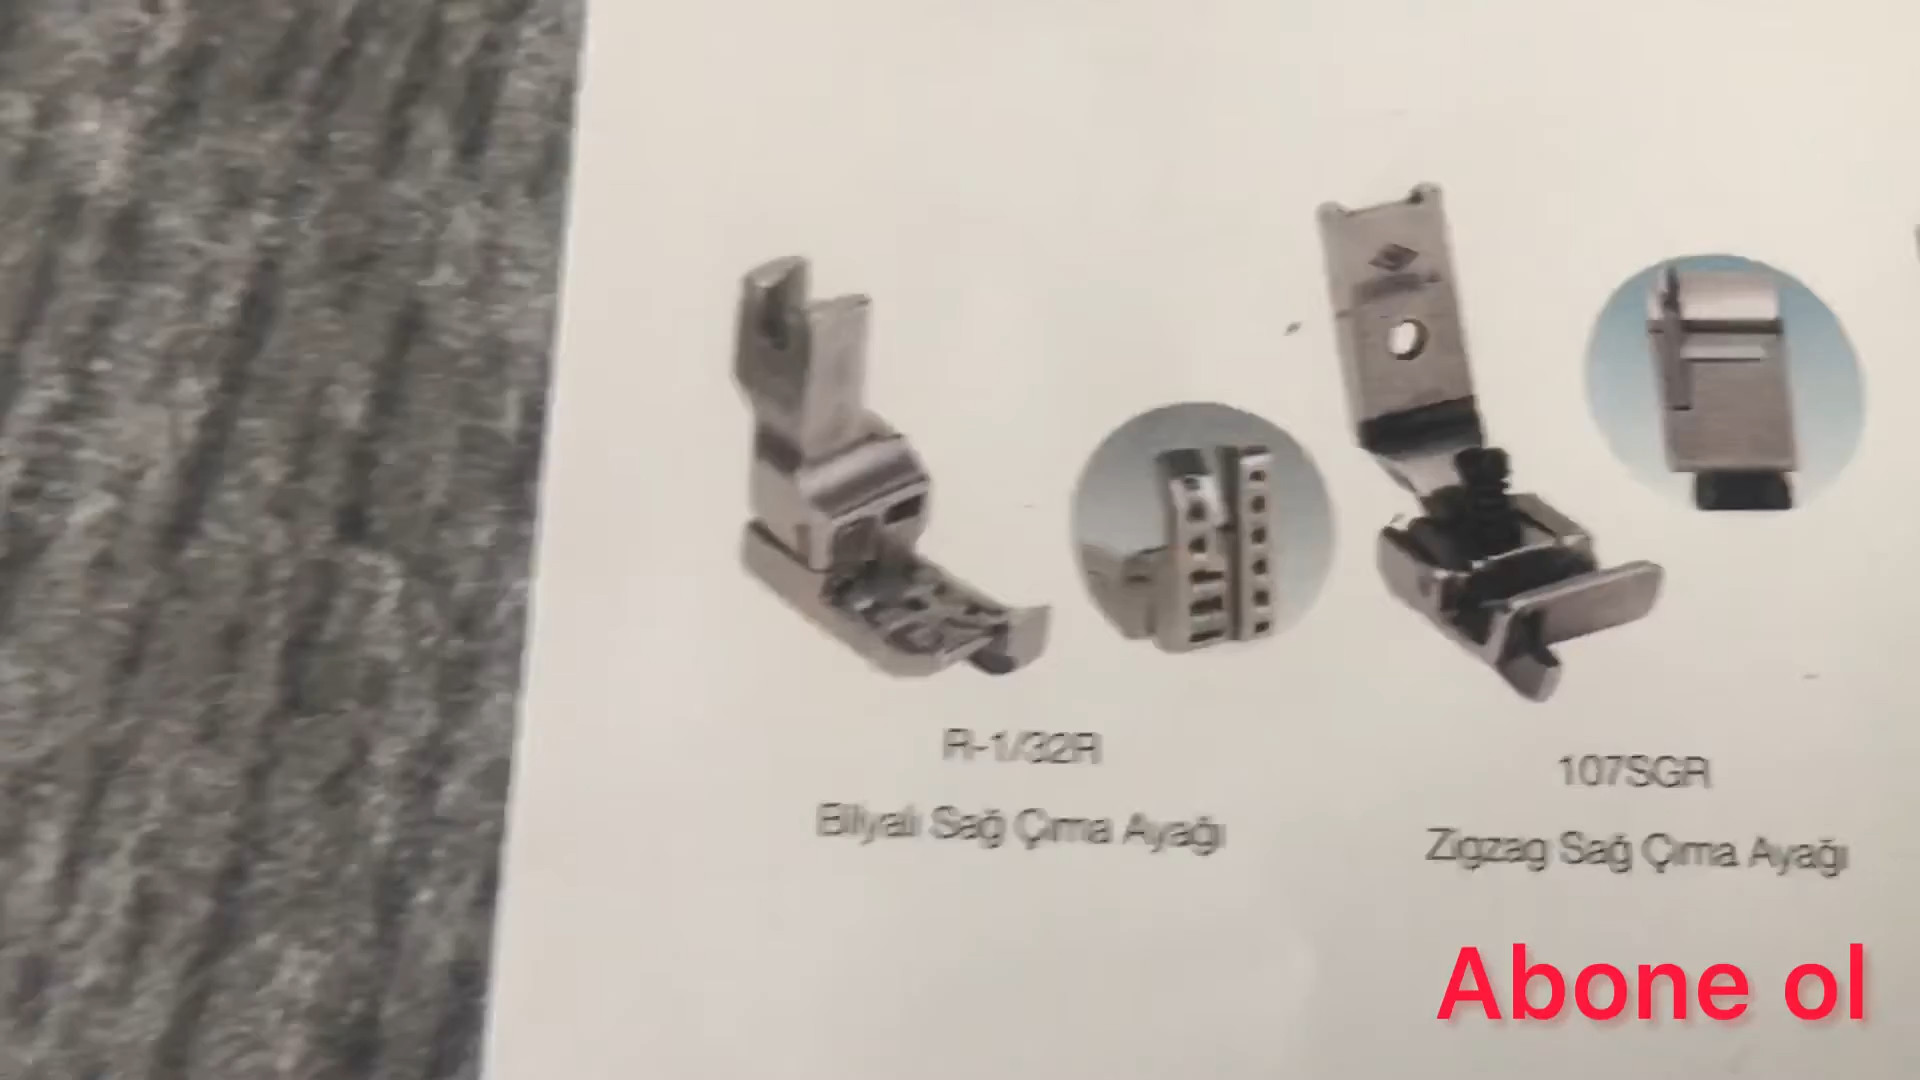 R-1/32R
Bilyalı Sağ Çıma Ayağı
107SGR
Zigzag Sağ Çıma Ayağı
Abone ol